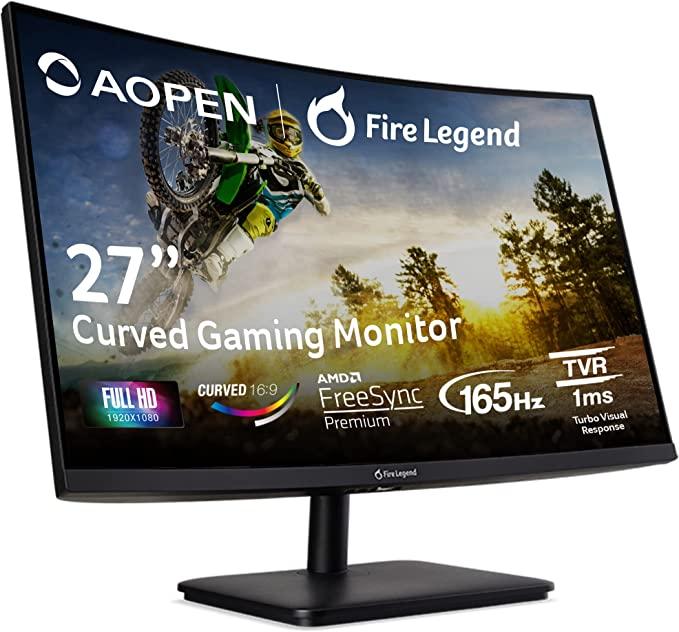 AOPEN
Fire Legend
27”
Curved Gaming Monitor
FULL HD
1920X1080
CURVED 16:9
AMD
FreeSync
Premium
165Hz
TVR
1ms
Turbo Visual
Response
Fire Legend